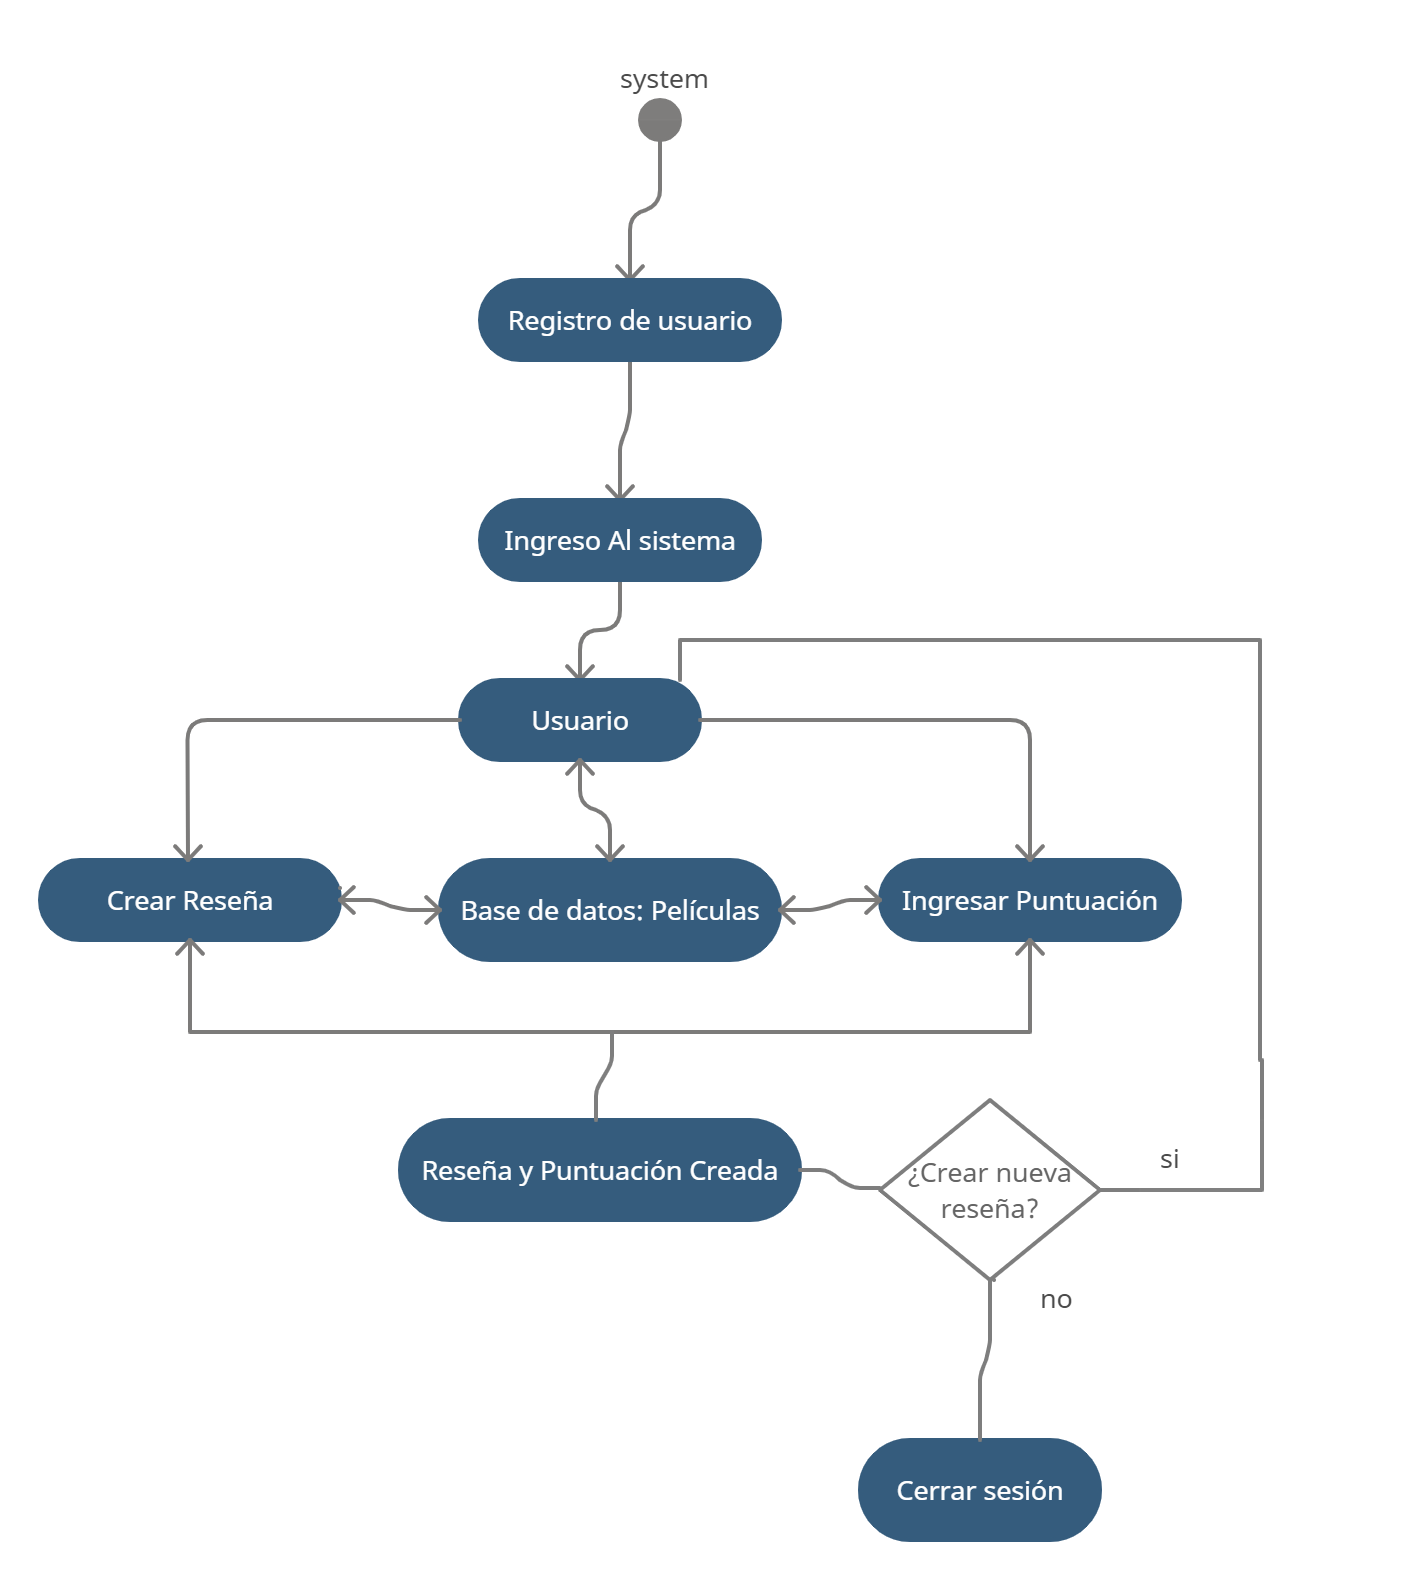 system
Registro de usuario
Ingreso Al sistema
Usuario
Crear Reseña
Base de datos: Películas
Ingresar Puntuación
Reseña y Puntuación Creada
¿Crear nueva
reseña?
si
no
Cerrar sesión